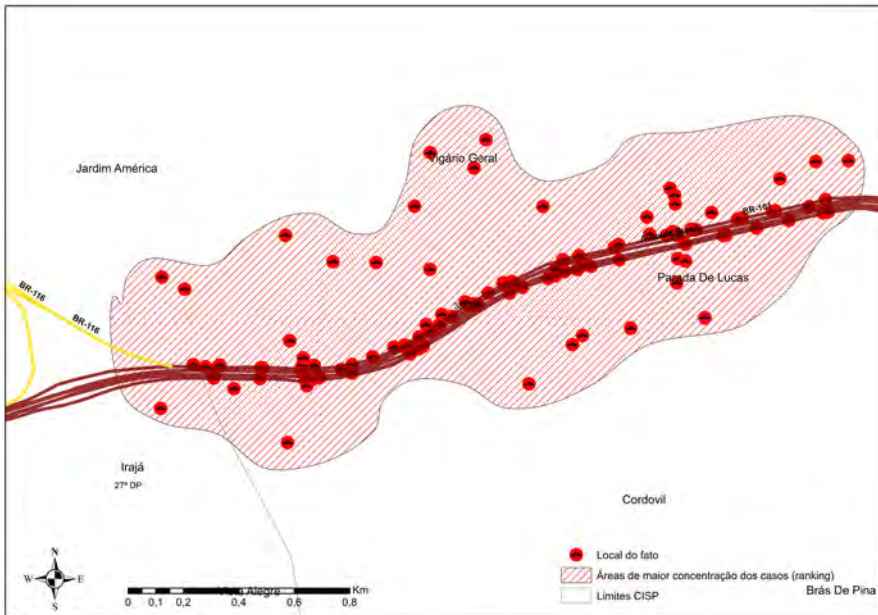 Vigário Geral
Jardim América
BR-101
Parada De Lucas
BR-116
BR-116
Irajá
27ª DP
Cordovil
N
W E
S
Local do fato
Áreas de maior concentração dos casos (ranking)
Limites CISP
Brás De Pina
Vista Alegre
Km
0 0,1 0,2 0,4 0,6 0,8